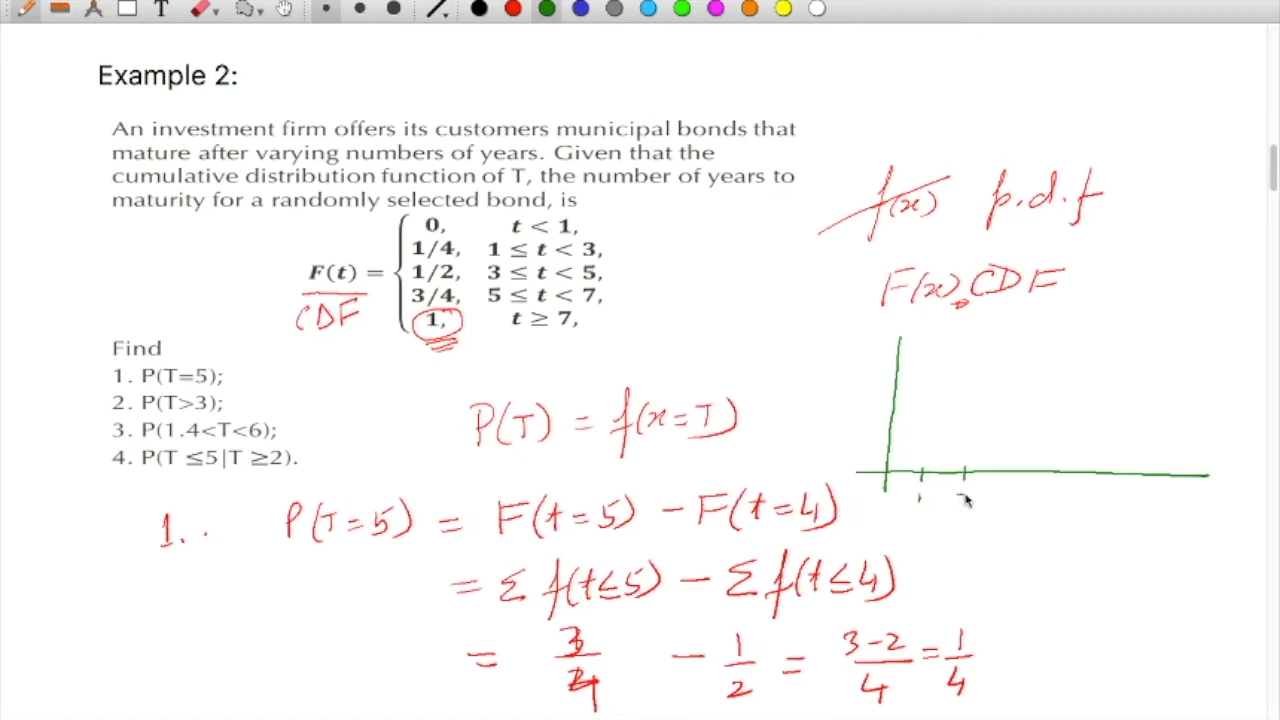 Example 2:
An investment firm offers its customers municipal bonds that
mature after varying numbers of years. Given that the
cumulative distribution function of T, the number of years to
maturity for a randomly selected bond, is
0, t < 1,
1/4, 1 ≤ t < 3,
F(t) = 1/2, 3 ≤ t < 5,
3/4, 5 ≤ t < 7,
1, t ≥ 7,
CDF
f(x) p.d.f
F(x) CDF
Find
1. P(T=5);
2. P(T>3);
3. P(1.4<T<6);
4. P(T ≤5|T ≥2).
P(T) = f(x=T)
1. . P(T=5) = F(t=5) - F(t=4)
= Σ f(t≤5) - Σ f(t≤4)
= 3/4 - 1/2 = 3-2/4 = 1/4